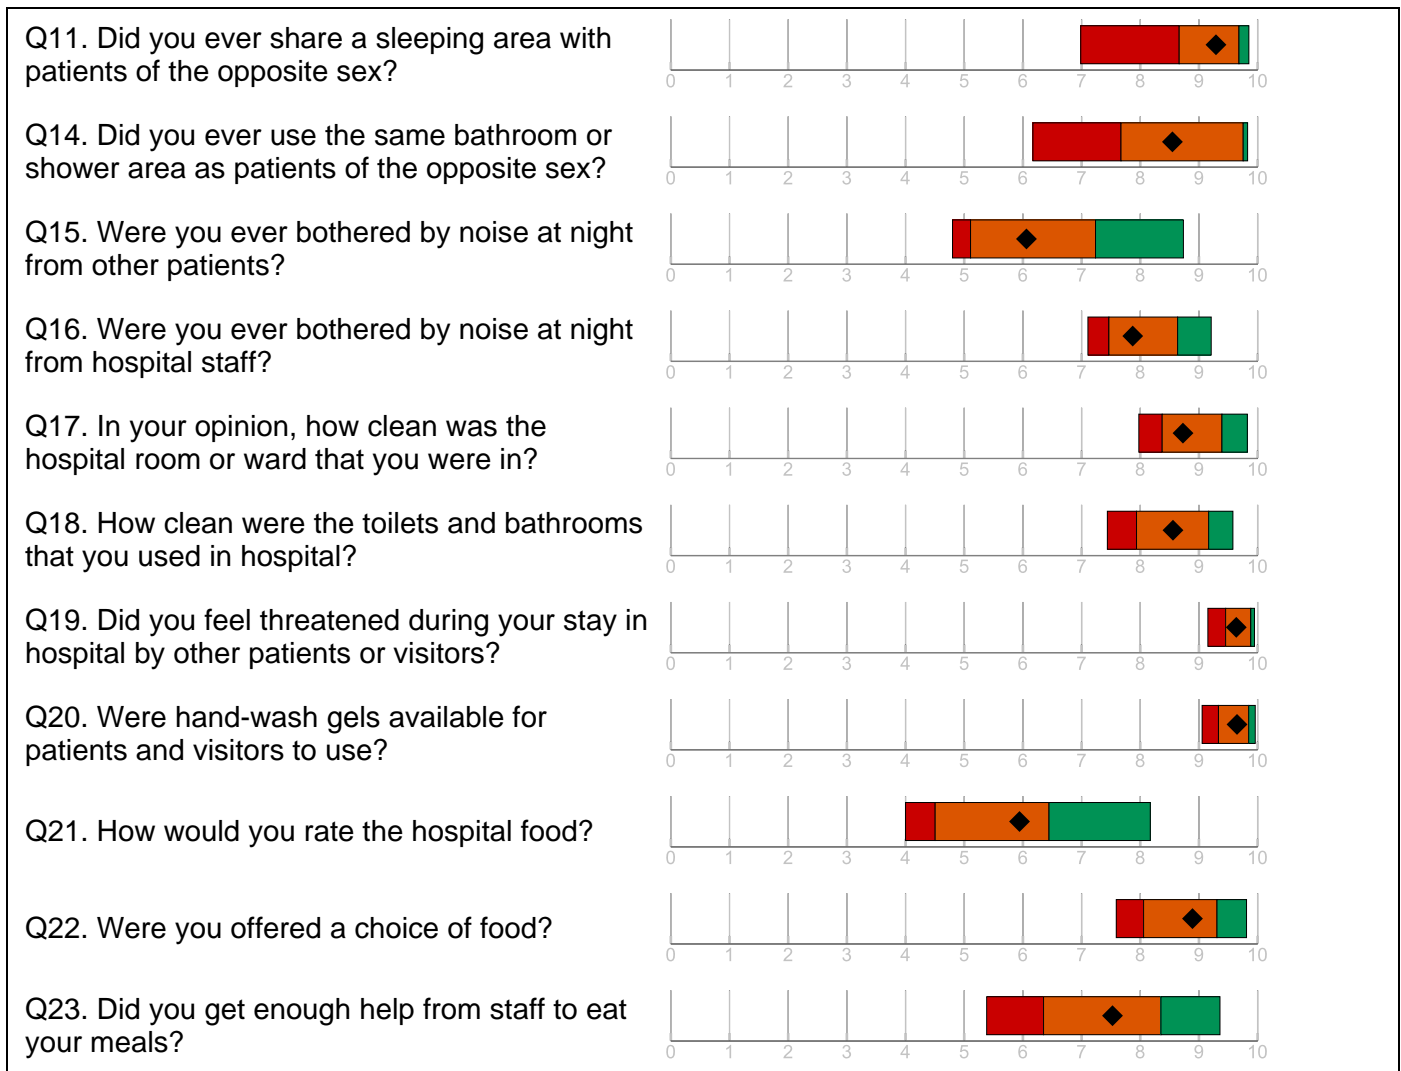 Q11. Did you ever share a sleeping area with
patients of the opposite sex?
0 1 2 3 4 5 6 7 8 9 10
Q14. Did you ever use the same bathroom or
shower area as patients of the opposite sex?
0 1 2 3 4 5 6 7 8 9 10
Q15. Were you ever bothered by noise at night
from other patients?
0 1 2 3 4 5 6 7 8 9 10
Q16. Were you ever bothered by noise at night
from hospital staff?
0 1 2 3 4 5 6 7 8 9 10
Q17. In your opinion, how clean was the
hospital room or ward that you were in?
0 1 2 3 4 5 6 7 8 9 10
Q18. How clean were the toilets and bathrooms
that you used in hospital?
0 1 2 3 4 5 6 7 8 9 10
Q19. Did you feel threatened during your stay in
hospital by other patients or visitors?
0 1 2 3 4 5 6 7 8 9 10
Q20. Were hand-wash gels available for
patients and visitors to use?
0 1 2 3 4 5 6 7 8 9 10
Q21. How would you rate the hospital food?
0 1 2 3 4 5 6 7 8 9 10
Q22. Were you offered a choice of food?
0 1 2 3 4 5 6 7 8 9 10
Q23. Did you get enough help from staff to eat
your meals?
0 1 2 3 4 5 6 7 8 9 10